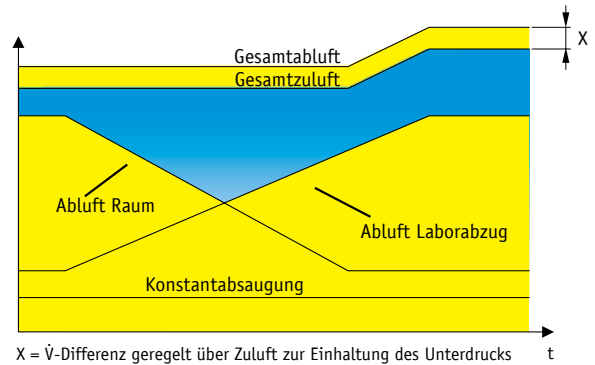 Gesamtabluft
Gesamtzuluft
X
Abluft Raum
Abluft Laborabzug
Konstantabsaugung
X = V̇-Differenz geregelt über Zuluft zur Einhaltung des Unterdrucks
t